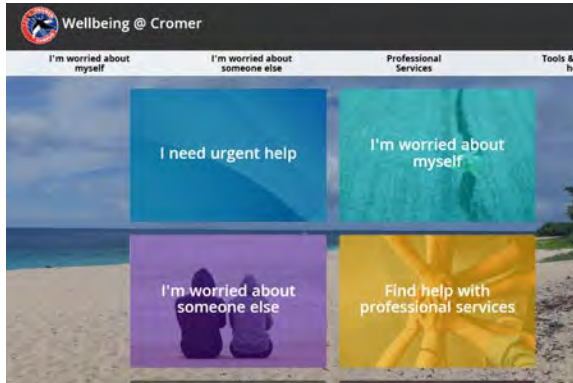 Wellbeing @ Cromer
I'm worried about
myself
I'm worried about
someone else
Professional
Services
Tools &
I need urgent help
I'm worried about
myself
I'm worried about
someone else
Find help with
professional services